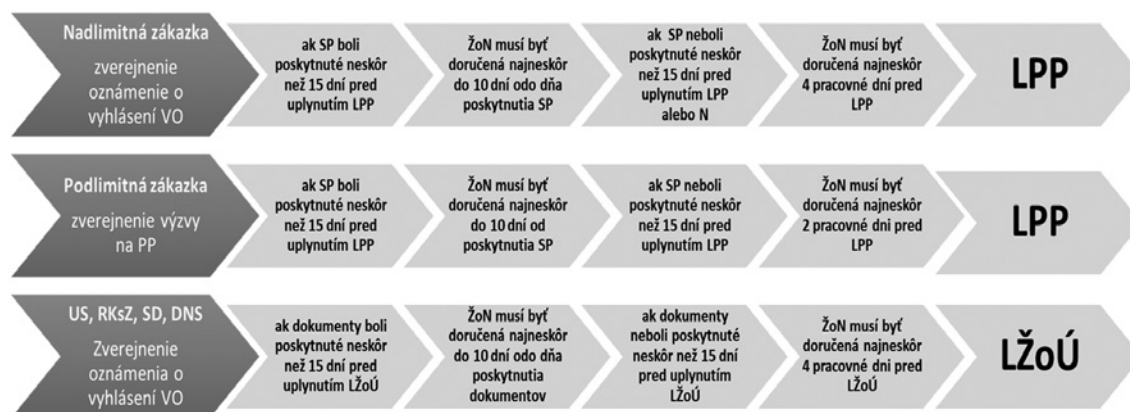 Nadlimitná zákazka
zverejnenie
oznámenie o
vyhlásení VO
ak SP boli
poskytnuté neskôr
než 15 dní pred
uplynutím LPP
ŽoN musí byť
doručená najneskôr
do 10 dní odo dňa
poskytnutia SP
ak SP neboli
poskytnuté neskôr
než 15 dní pred
uplynutím LPP
alebo N
ŽoN musí byť
doručená najneskôr
4 pracovné dni pred
LPP
LPP
Podlimitná zákazka
zverejnenie výzvy
na PP
ak SP boli
poskytnuté neskôr
než 15 dní pred
uplynutím LPP
ŽoN musí byť
doručená najneskôr
do 10 dní od
poskytnutia SP
ak SP neboli
poskytnuté neskôr
než 15 dní pred
uplynutím LPP
ŽoN musí byť
doručená najneskôr
2 pracovné dni pred
LPP
LPP
US, RKsZ, SD, DNS
Zverejnenie
oznámenia o
vyhlásení VO
ak dokumenty boli
poskytnuté neskôr
než 15 dní pred
uplynutím LŽoÚ
ŽoN musí byť
doručená najneskôr
do 10 dní odo dňa
poskytnutia
dokumentov
ak dokumenty
neboli poskytnuté
neskôr než 15 dní
pred uplynutím
LŽoÚ
ŽoN musí byť
doručená najneskôr
4 pracovné dni pred
LŽoÚ
LŽoÚ